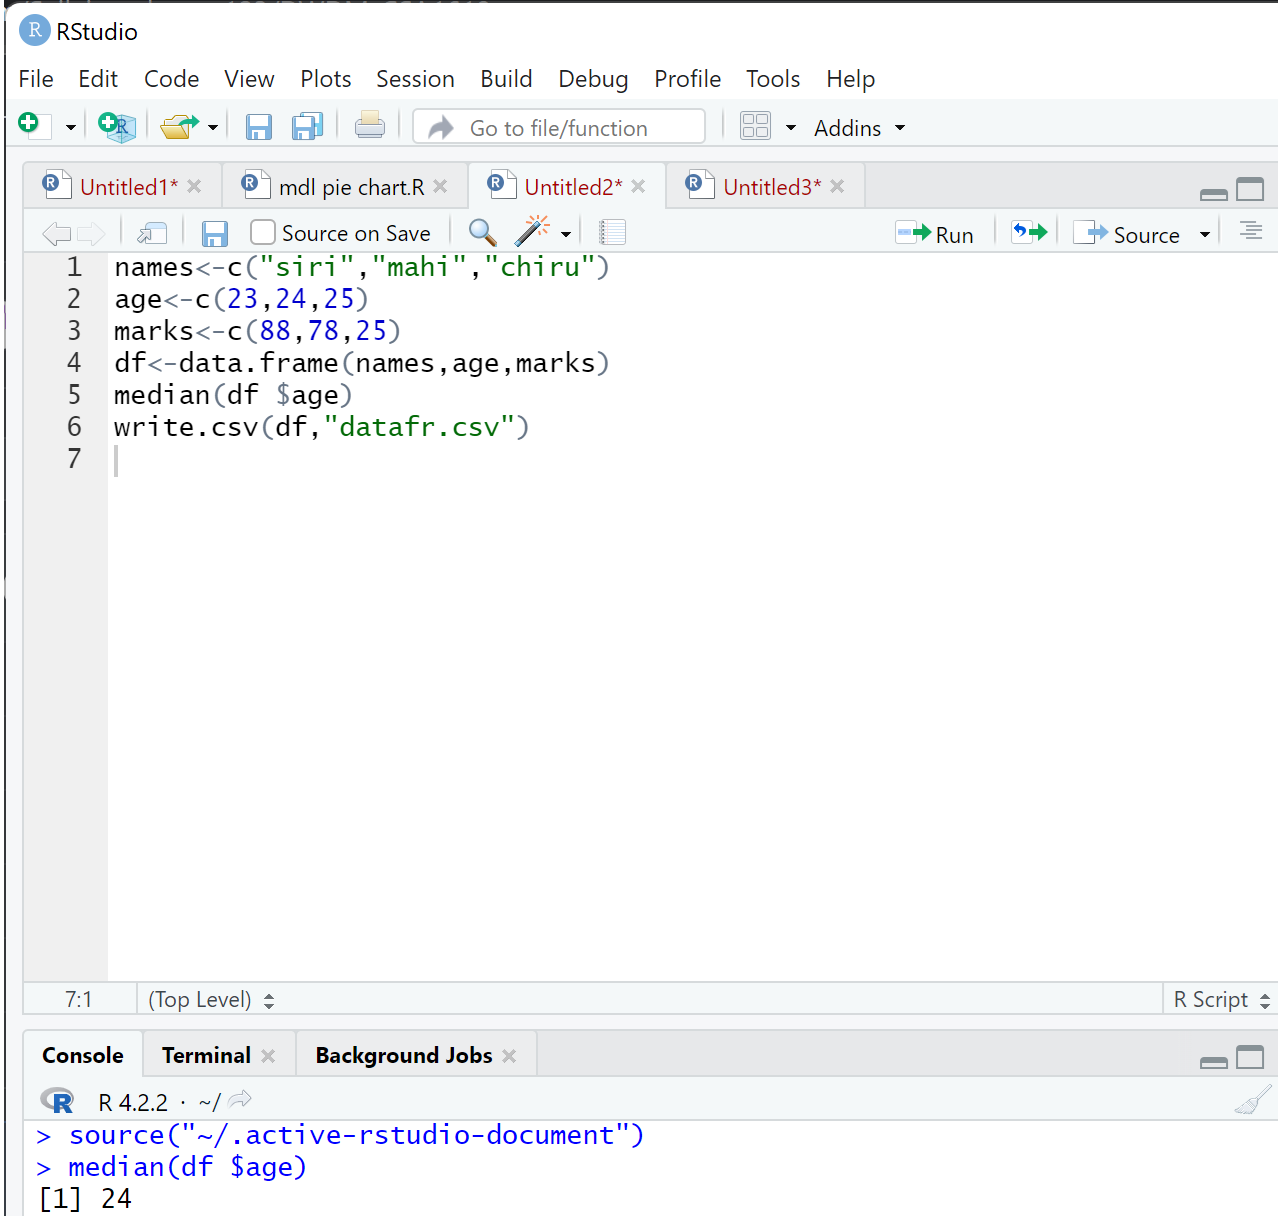 RStudio
File Edit Code View Plots Session Build Debug Profile Tools Help
Go to file/function Addins
Untitled1* mdl pie chart.R Untitled2* Untitled3*
Source on Save Run Source
1 names<-c("siri","mahi","chiru")
2 age<-c(23,24,25)
3 marks<-c(88,78,25)
4 df<-data.frame(names,age,marks)
5 median(df $age)
6 write.csv(df,"datafr.csv")
7
7:1 (Top Level) R Script
Console Terminal Background Jobs
R 4.2.2 · ~/
> source("~/.active-rstudio-document")
> median(df $age)
[1] 24